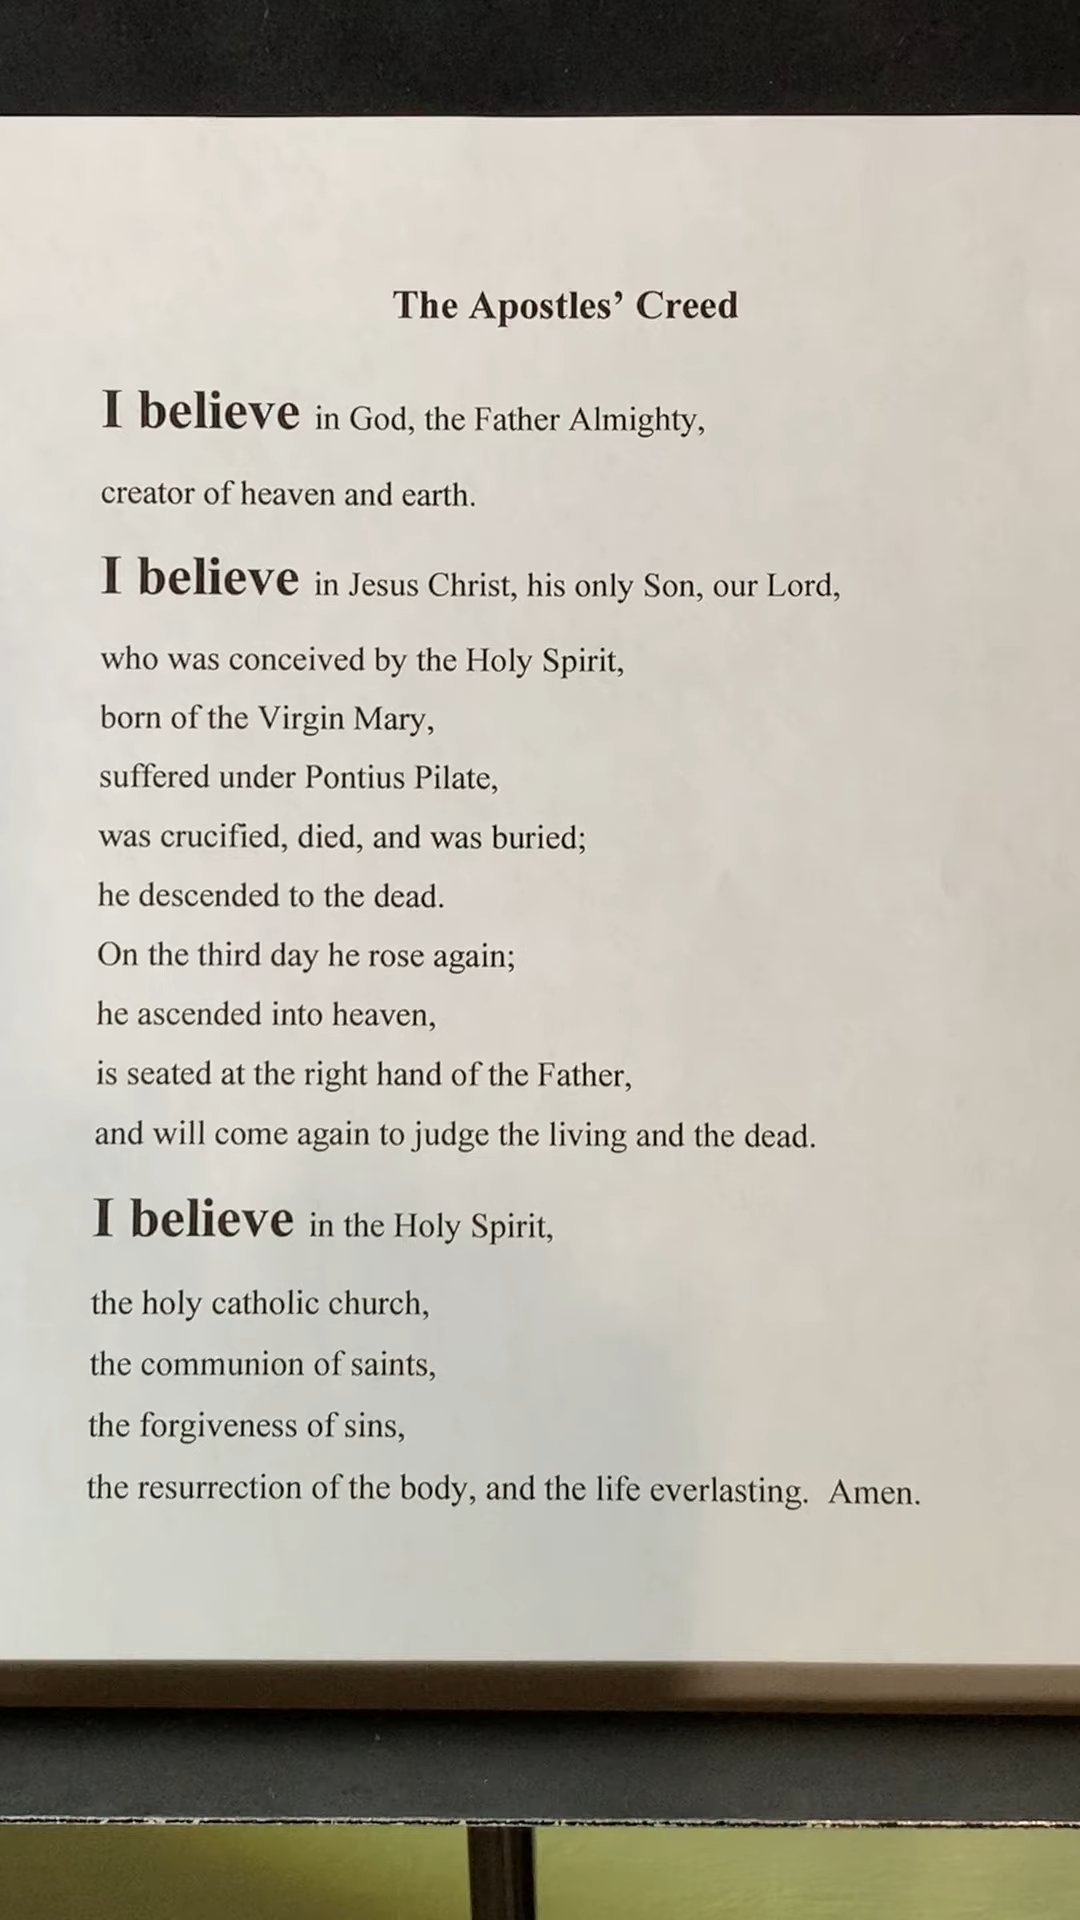 The Apostles’ Creed
I believe in God, the Father Almighty,
creator of heaven and earth.
I believe in Jesus Christ, his only Son, our Lord,
who was conceived by the Holy Spirit,
born of the Virgin Mary,
suffered under Pontius Pilate,
was crucified, died, and was buried;
he descended to the dead.
On the third day he rose again;
he ascended into heaven,
is seated at the right hand of the Father,
and will come again to judge the living and the dead.
I believe in the Holy Spirit,
the holy catholic church,
the communion of saints,
the forgiveness of sins,
the resurrection of the body, and the life everlasting.  Amen.